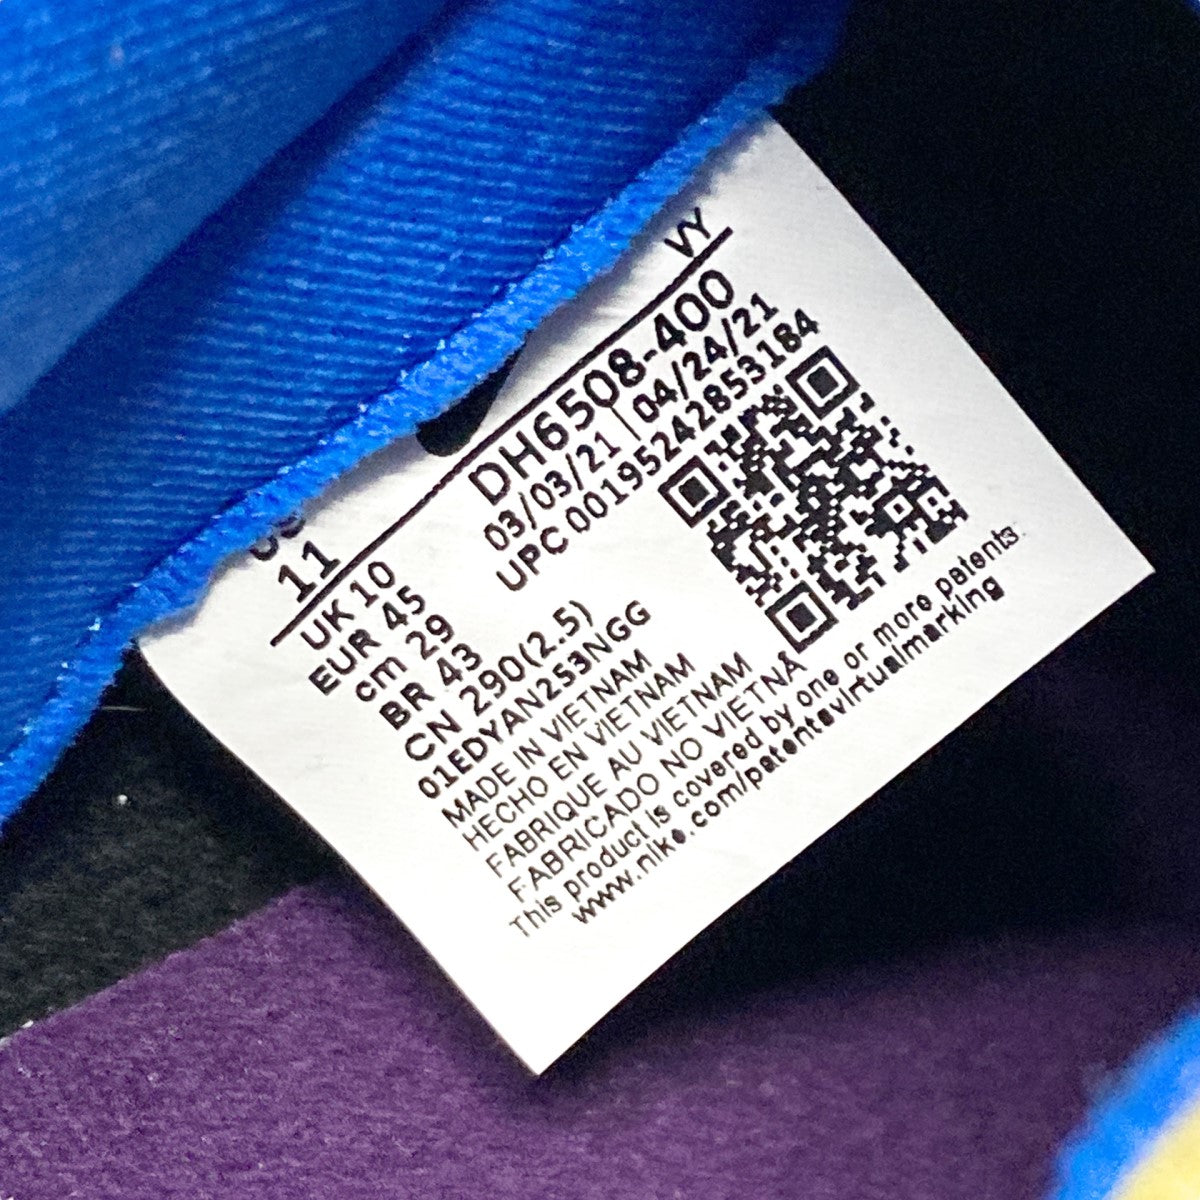 US
11
VY
DH6508-400
03/03/21 | 04/24/21
UPC 00195242853184
UK 10
EUR 45
cm 29
BR 43
CN 290(2.5)
01EDYAN253NGG
MADE IN VIETNAM
HECHO EN VIETNAM
FABRIQUE AU VIETNAM
FABRICADO NO VIETNÃ
This product is covered by one or more patents.
www.nike.com/patentavirtualmarking